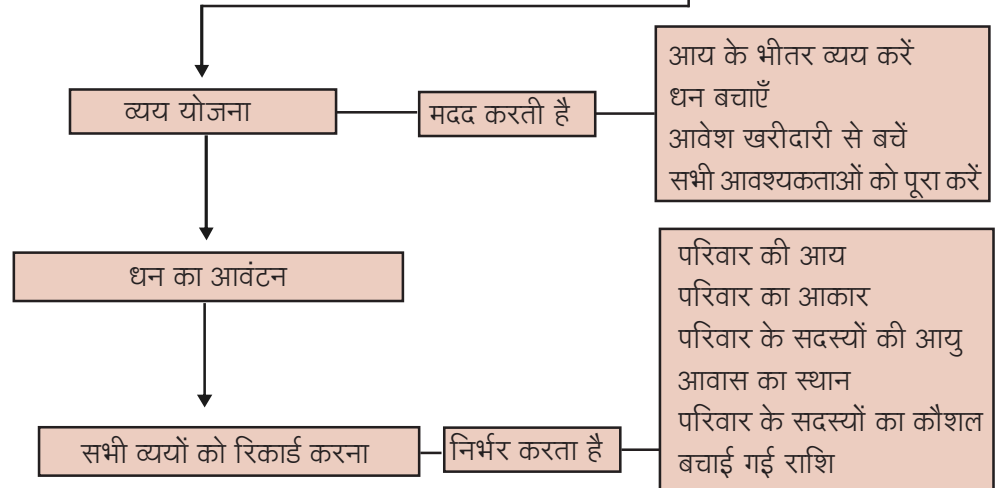 व्यय योजना
मदद करती है
आय के भीतर व्यय करें
धन बचाएँ
आवेश खरीदारी से बचें
सभी आवश्यकताओं को पूरा करें
धन का आवंटन
सभी व्ययों को रिकार्ड करना
निर्भर करता है
परिवार की आय
परिवार का आकार
परिवार के सदस्यों की आयु
आवास का स्थान
परिवार के सदस्यों का कौशल
बचाई गई राशि